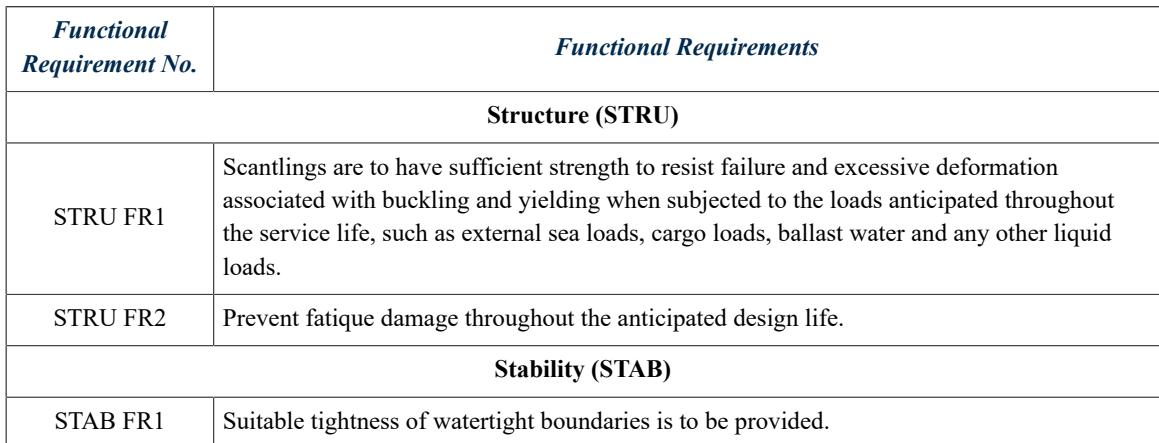 Functional
Requirement No.
Functional Requirements
Structure (STRU)
STRU FR1
Scantlings are to have sufficient strength to resist failure and excessive deformation
associated with buckling and yielding when subjected to the loads anticipated throughout
the service life, such as external sea loads, cargo loads, ballast water and any other liquid
loads.
STRU FR2
Prevent fatique damage throughout the anticipated design life.
Stability (STAB)
STAB FR1
Suitable tightness of watertight boundaries is to be provided.